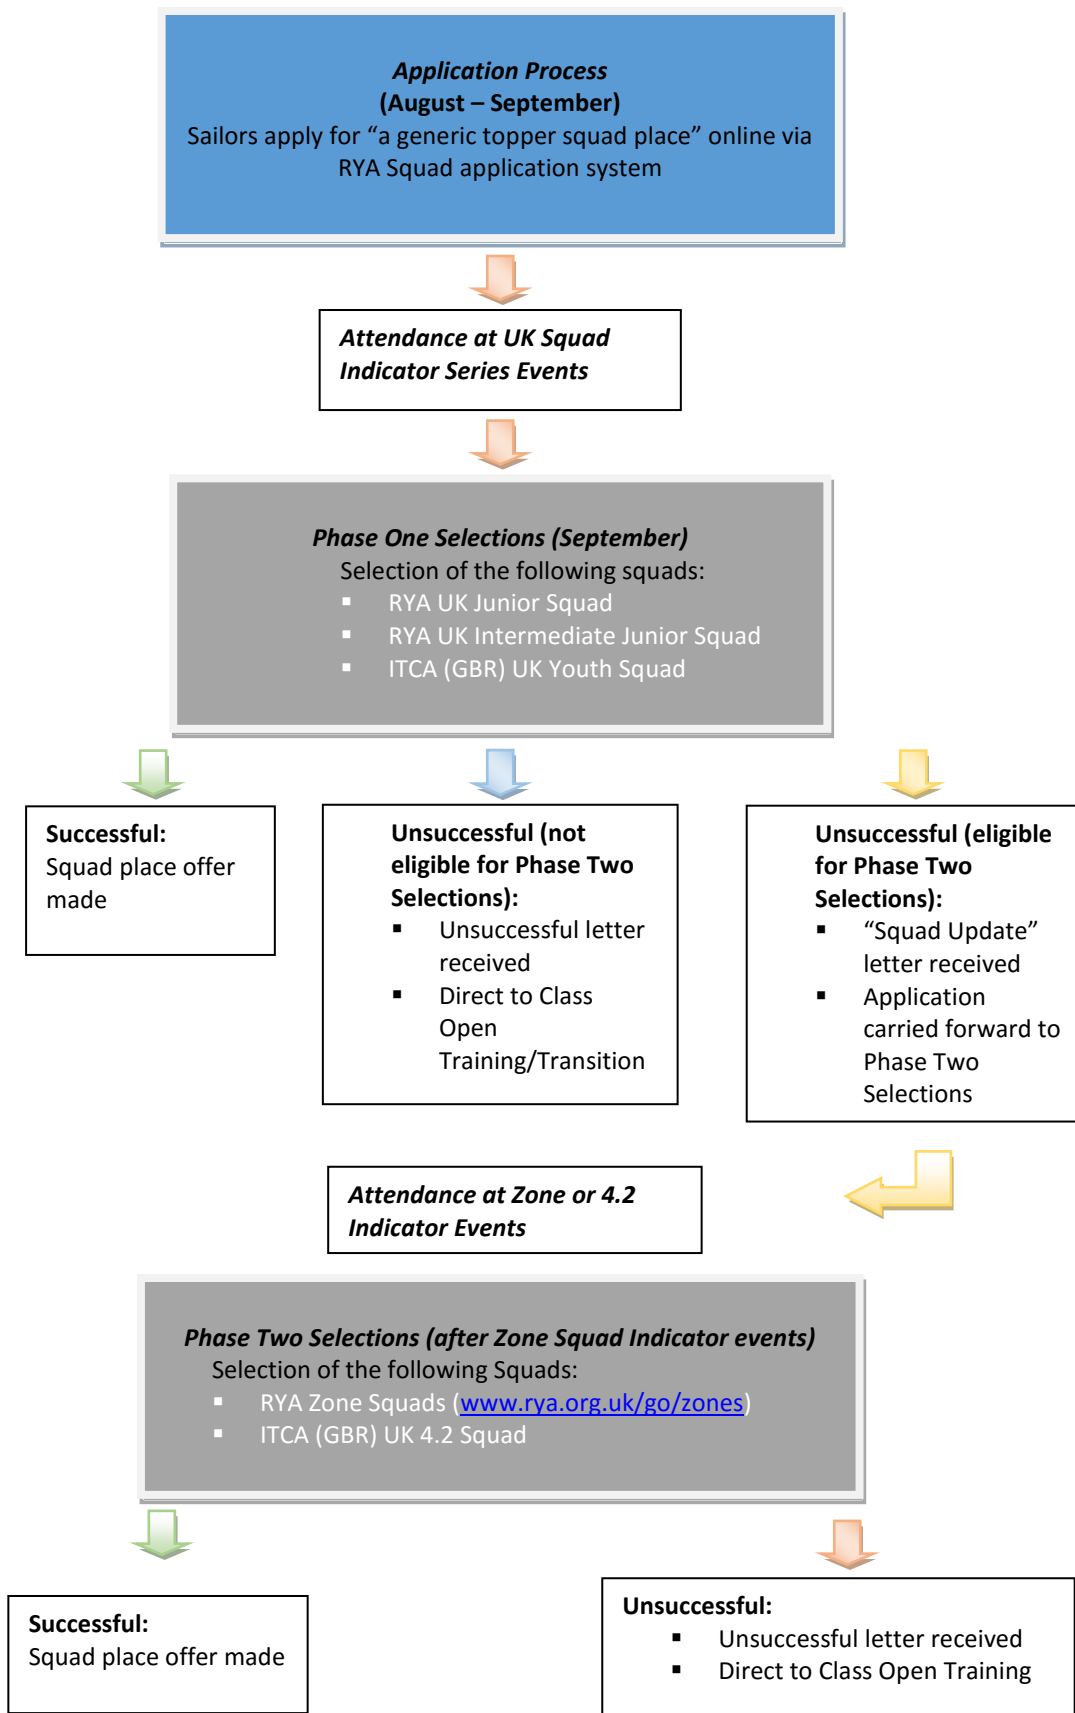 Application Process
(August – September)
Sailors apply for “a generic topper squad place” online via
RYA Squad application system
Attendance at UK Squad
Indicator Series Events
Phase One Selections (September)
Selection of the following squads:
▪ RYA UK Junior Squad
▪ RYA UK Intermediate Junior Squad
▪ ITCA (GBR) UK Youth Squad
Successful:
Squad place offer
made
Unsuccessful (not
eligible for Phase Two
Selections):
▪ Unsuccessful letter
received
▪ Direct to Class
Open
Training/Transition
Unsuccessful (eligible
for Phase Two
Selections):
▪ “Squad Update”
letter received
▪ Application
carried forward to
Phase Two
Selections
Attendance at Zone or 4.2
Indicator Events
Phase Two Selections (after Zone Squad Indicator events)
Selection of the following Squads:
▪ RYA Zone Squads (www.rya.org.uk/go/zones)
▪ ITCA (GBR) UK 4.2 Squad
Successful:
Squad place offer made
Unsuccessful:
▪ Unsuccessful letter received
▪ Direct to Class Open Training